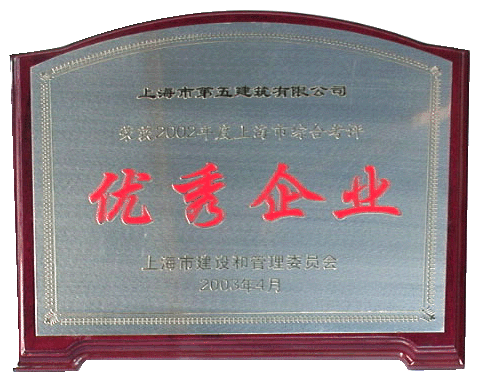 上海市第五建筑有限公司
荣获2002年度上海市综合考评
优秀企业
上海市建设和管理委员会
2003年4月